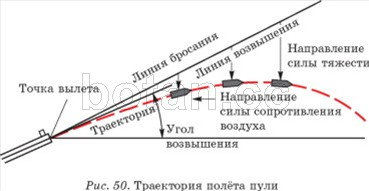 Линия бросания
Линия возвышения
Направление
силы тяжести
Точка вылета
Траектория
Направление
силы сопротивления
воздуха
Угол
возвышения
Рис. 50. Траектория полёта пули